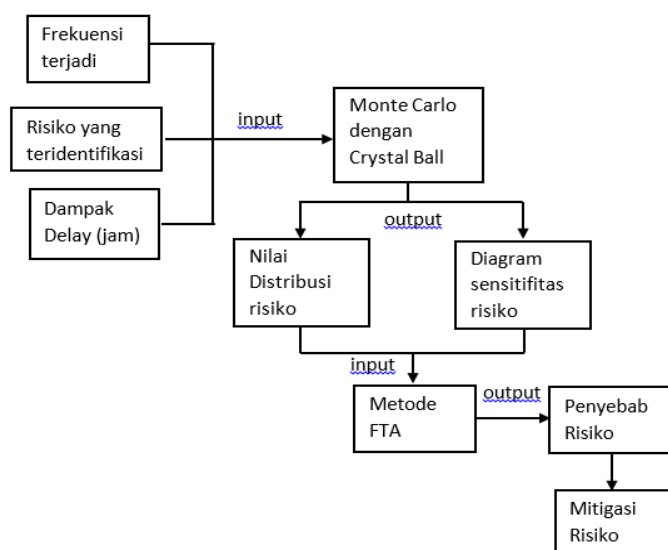 Frekuensi
terjadi
Risiko yang
teridentifikasi
Dampak
Delay (jam)
input
Monte Carlo
dengan
Crystal Ball
output
Nilai
Distribusi
risiko
Diagram
sensitifitas
risiko
input
Metode
FTA
output
Penyebab
Risiko
Mitigasi
Risiko